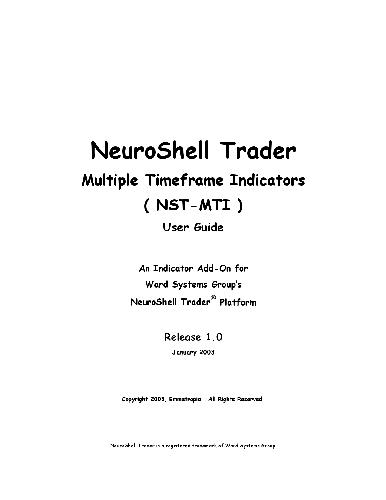 NeuroShell Trader
Multiple Timeframe Indicators
( NST-MTI )
User Guide
An Indicator Add-On for
Ward Systems Group's
NeuroShell Trader® Platform
Release 1.0
January 2003
Copyright 2003, Emmetropia All Rights Reserved
NeuroShell Trader is a registered trademark of Ward Systems Group